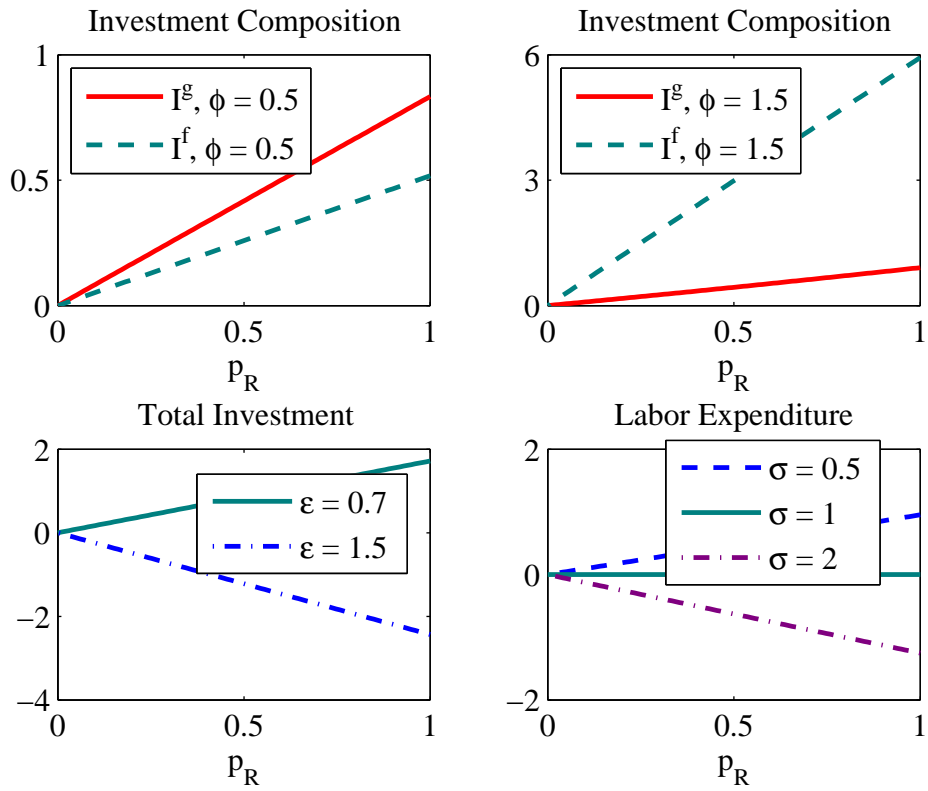 Investment Composition
1
0.5
0
I^g, ϕ = 0.5
I^f, ϕ = 0.5
0
0.5
1
p_R
Investment Composition
6
3
0
I^g, ϕ = 1.5
I^f, ϕ = 1.5
0
0.5
1
p_R
Total Investment
2
0
−2
−4
ε = 0.7
ε = 1.5
0
0.5
1
p_R
Labor Expenditure
2
0
−2
σ = 0.5
σ = 1
σ = 2
0
0.5
1
p_R